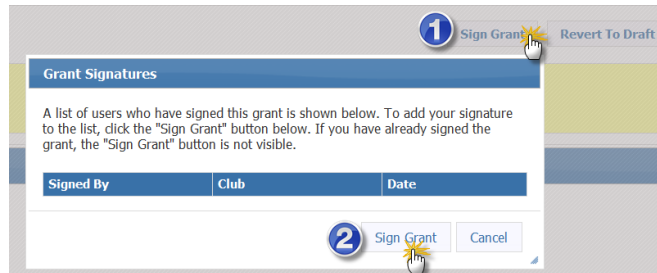 1 Sign Grant Revert To Draft
Grant Signatures
A list of users who have signed this grant is shown below. To add your signature
to the list, click the "Sign Grant" button below. If you have already signed the
grant, the "Sign Grant" button is not visible.
Signed By Club Date
2 Sign Grant Cancel